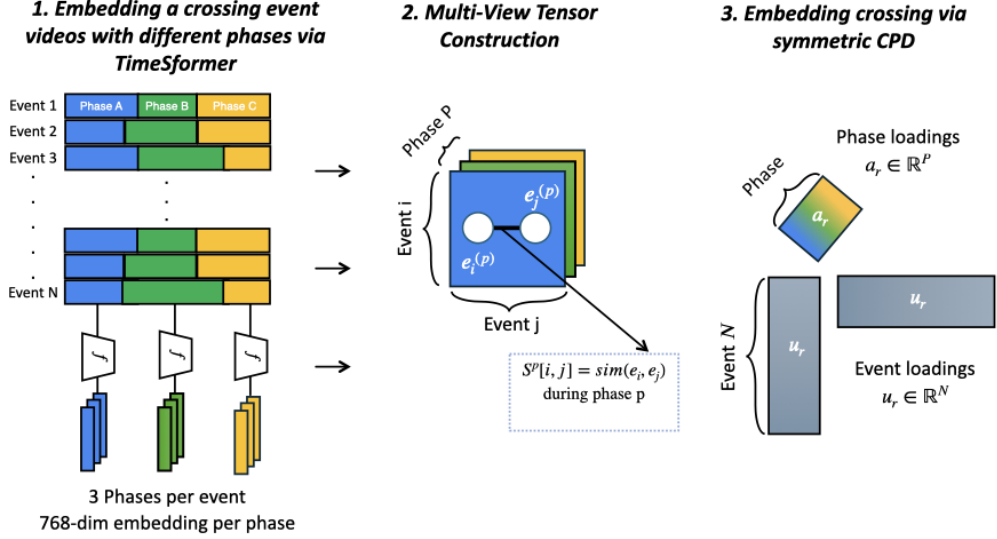 1. Embedding a crossing event
videos with different phases via
TimeSformer
Event 1
Phase A
Phase B
Phase C
Event 2
Event 3
Event N
f
f
f
3 Phases per event
768-dim embedding per phase
2. Multi-View Tensor
Construction
Phase P
Event i
e_j^(p)
e_i^(p)
Event j
S^p[i, j] = sim(e_i, e_j)
during phase p
3. Embedding crossing via
symmetric CPD
Phase loadings
a_r ∈ ℝ^P
Phase
a_r
Event N
u_r
u_r
Event loadings
u_r ∈ ℝ^N